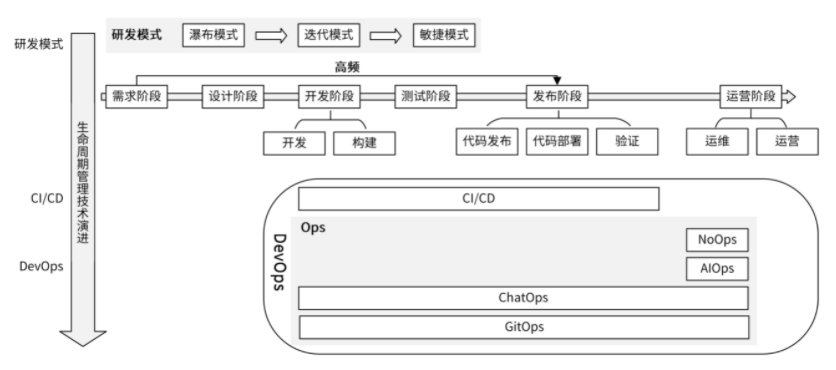 研发模式
研发模式
瀑布模式
迭代模式
敏捷模式
高频
需求阶段
设计阶段
开发阶段
测试阶段
发布阶段
运营阶段
开发
构建
代码发布
代码部署
验证
运维
运营
生命周期管理技术演进
CI/CD
CI/CD
DevOps
DevOps
Ops
NoOps
AIOps
ChatOps
GitOps